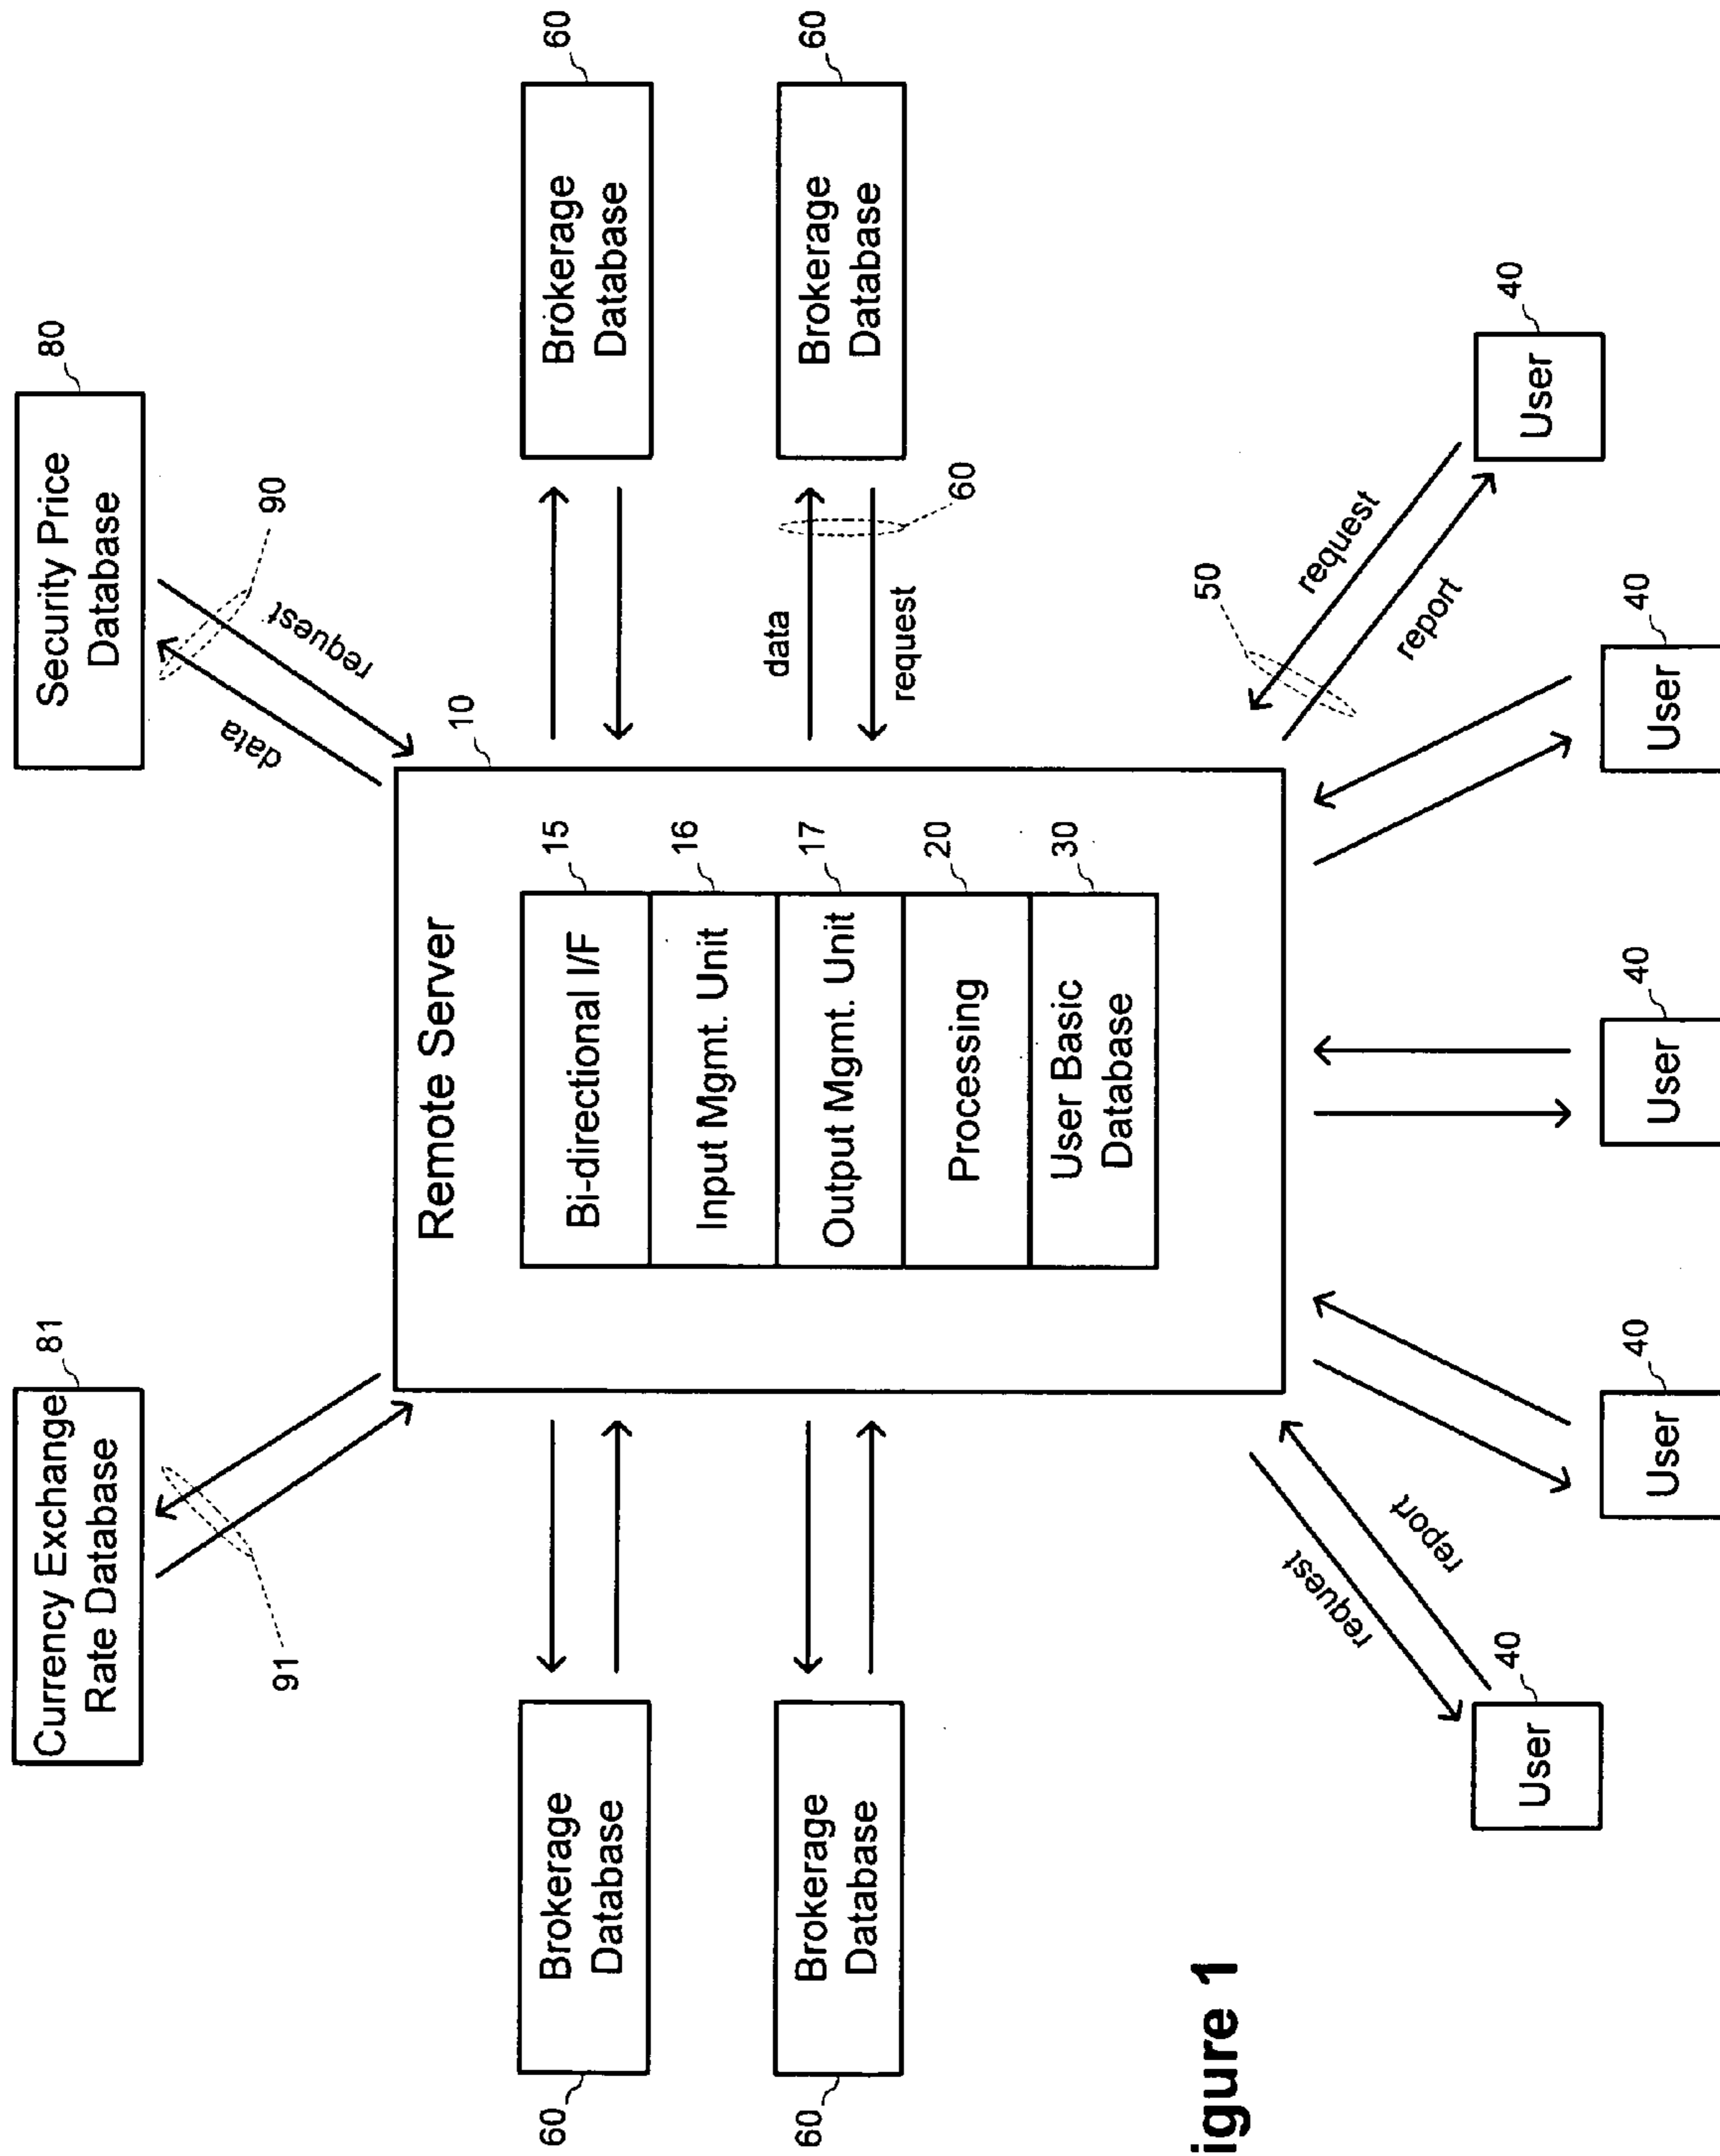 Currency Exchange
Rate Database
81
Security Price
Database
80
91
90
data
request
Remote Server
10
Bi-directional I/F
15
Input Mgmt. Unit
16
Output Mgmt. Unit
17
Processing
20
User Basic
Database
30
Brokerage
Database
60
Brokerage
Database
60
Brokerage
Database
60
Brokerage
Database
60
data
request
60
request
report
50
request
report
User
40
User
40
User
40
User
40
User
40
igure 1